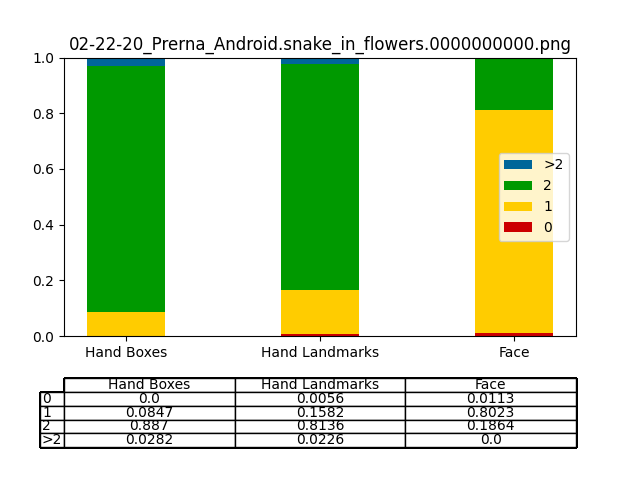 02-22-20_Prerna_Android.snake_in_flowers.0000000000.png
1.0
0.8
0.6
0.4
0.2
0.0
>2
2
1
0
Hand Boxes Hand Landmarks Face
Hand Boxes Hand Landmarks Face
0 0.0 0.0056 0.0113
1 0.0847 0.1582 0.8023
2 0.887 0.8136 0.1864
>2 0.0282 0.0226 0.0